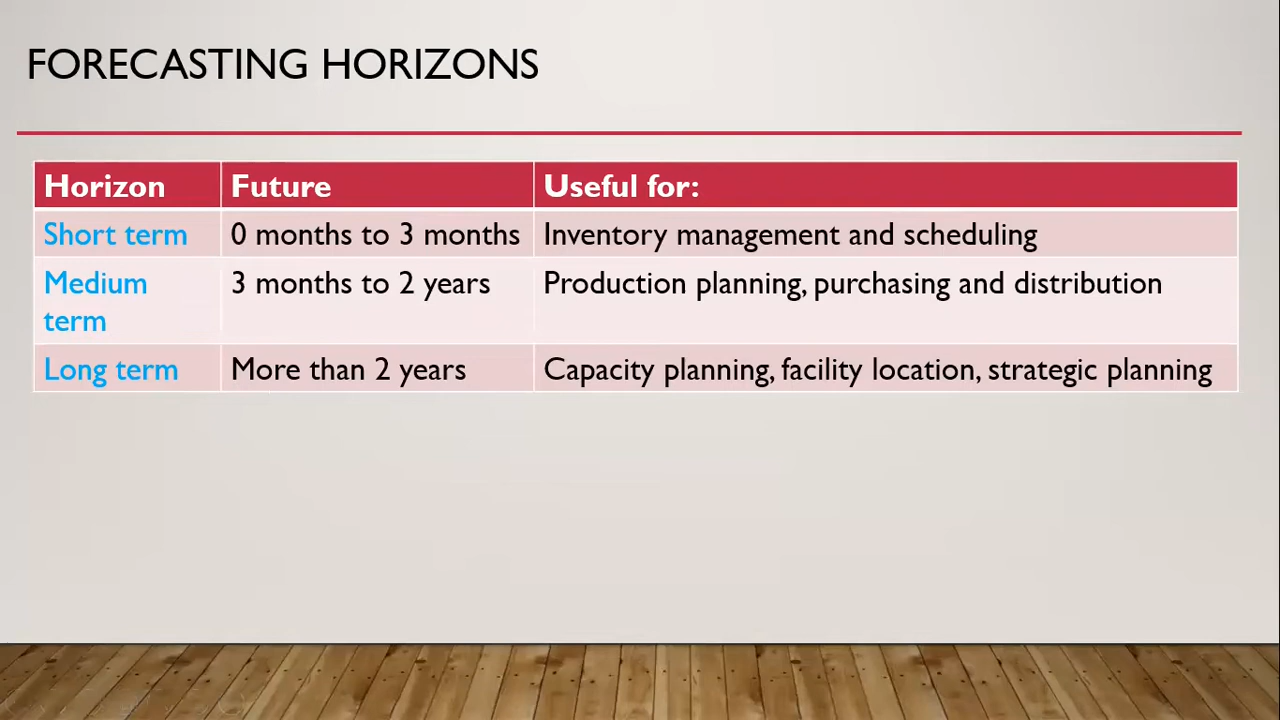 FORECASTING HORIZONS
Horizon Future Useful for:
Short term 0 months to 3 months Inventory management and scheduling
Medium 3 months to 2 years Production planning, purchasing and distribution
term
Long term More than 2 years Capacity planning, facility location, strategic planning